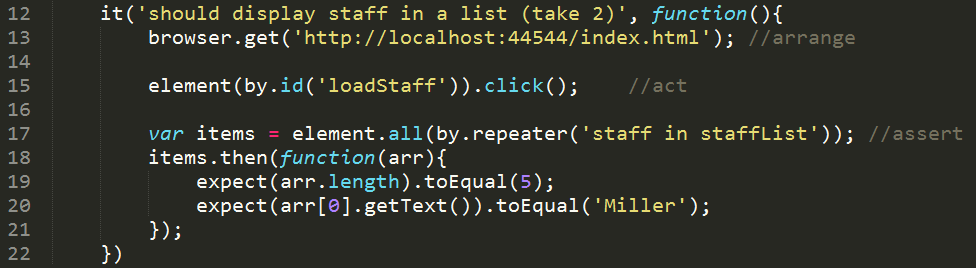 12 it('should display staff in a list (take 2)', function(){
13 browser.get('http://localhost:44544/index.html'); //arrange
14
15 element(by.id('loadStaff')).click(); //act
16
17 var items = element.all(by.repeater('staff in staffList')); //assert
18 items.then(function(arr){
19 expect(arr.length).toEqual(5);
20 expect(arr[0].getText()).toEqual('Miller');
21 });
22 })